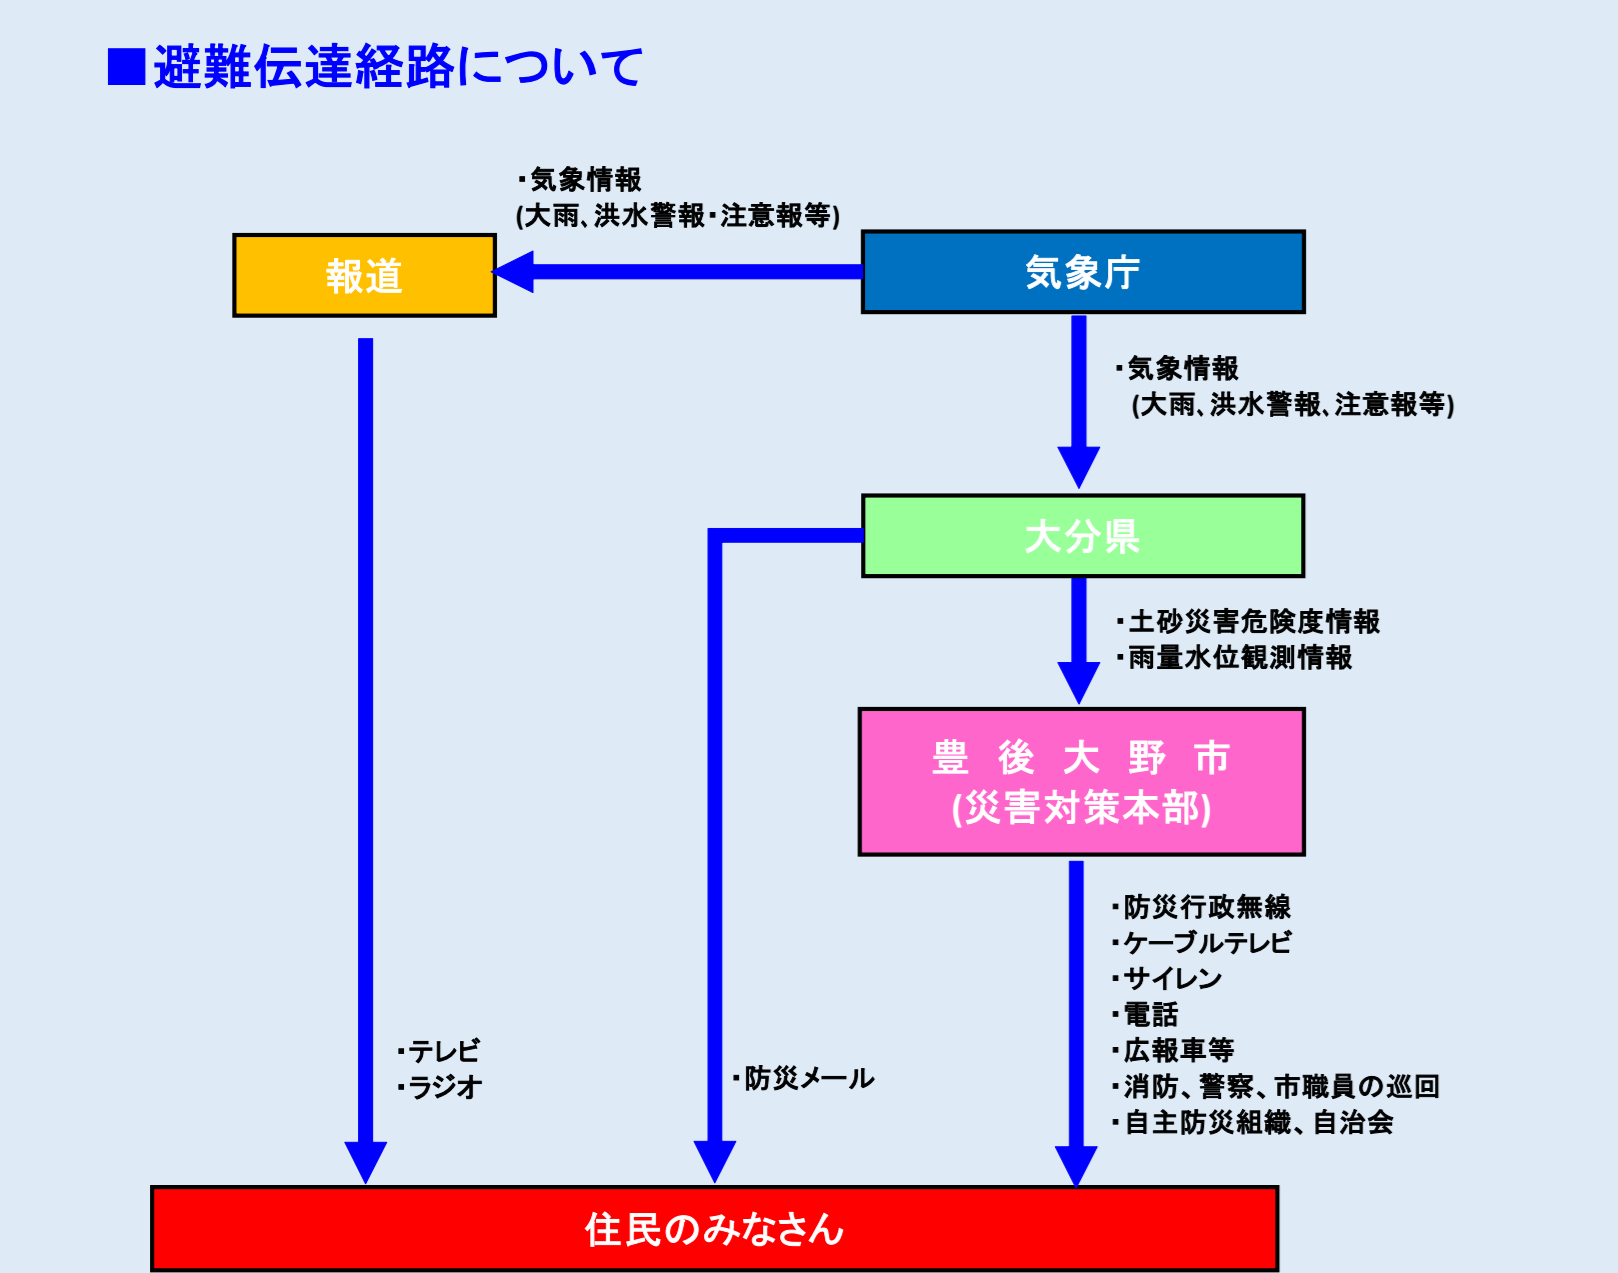 ■避難伝達経路について
・気象情報
(大雨、洪水警報・注意報等)
報道
気象庁
・気象情報
(大雨、洪水警報、注意報等)
大分県
・土砂災害危険度情報
・雨量水位観測情報
豊　後　大　野　市
(災害対策本部)
・防災行政無線
・ケーブルテレビ
・サイレン
・電話
・広報車等
・消防、警察、市職員の巡回
・自主防災組織、自治会
・テレビ
・ラジオ
・防災メール
住民のみなさん